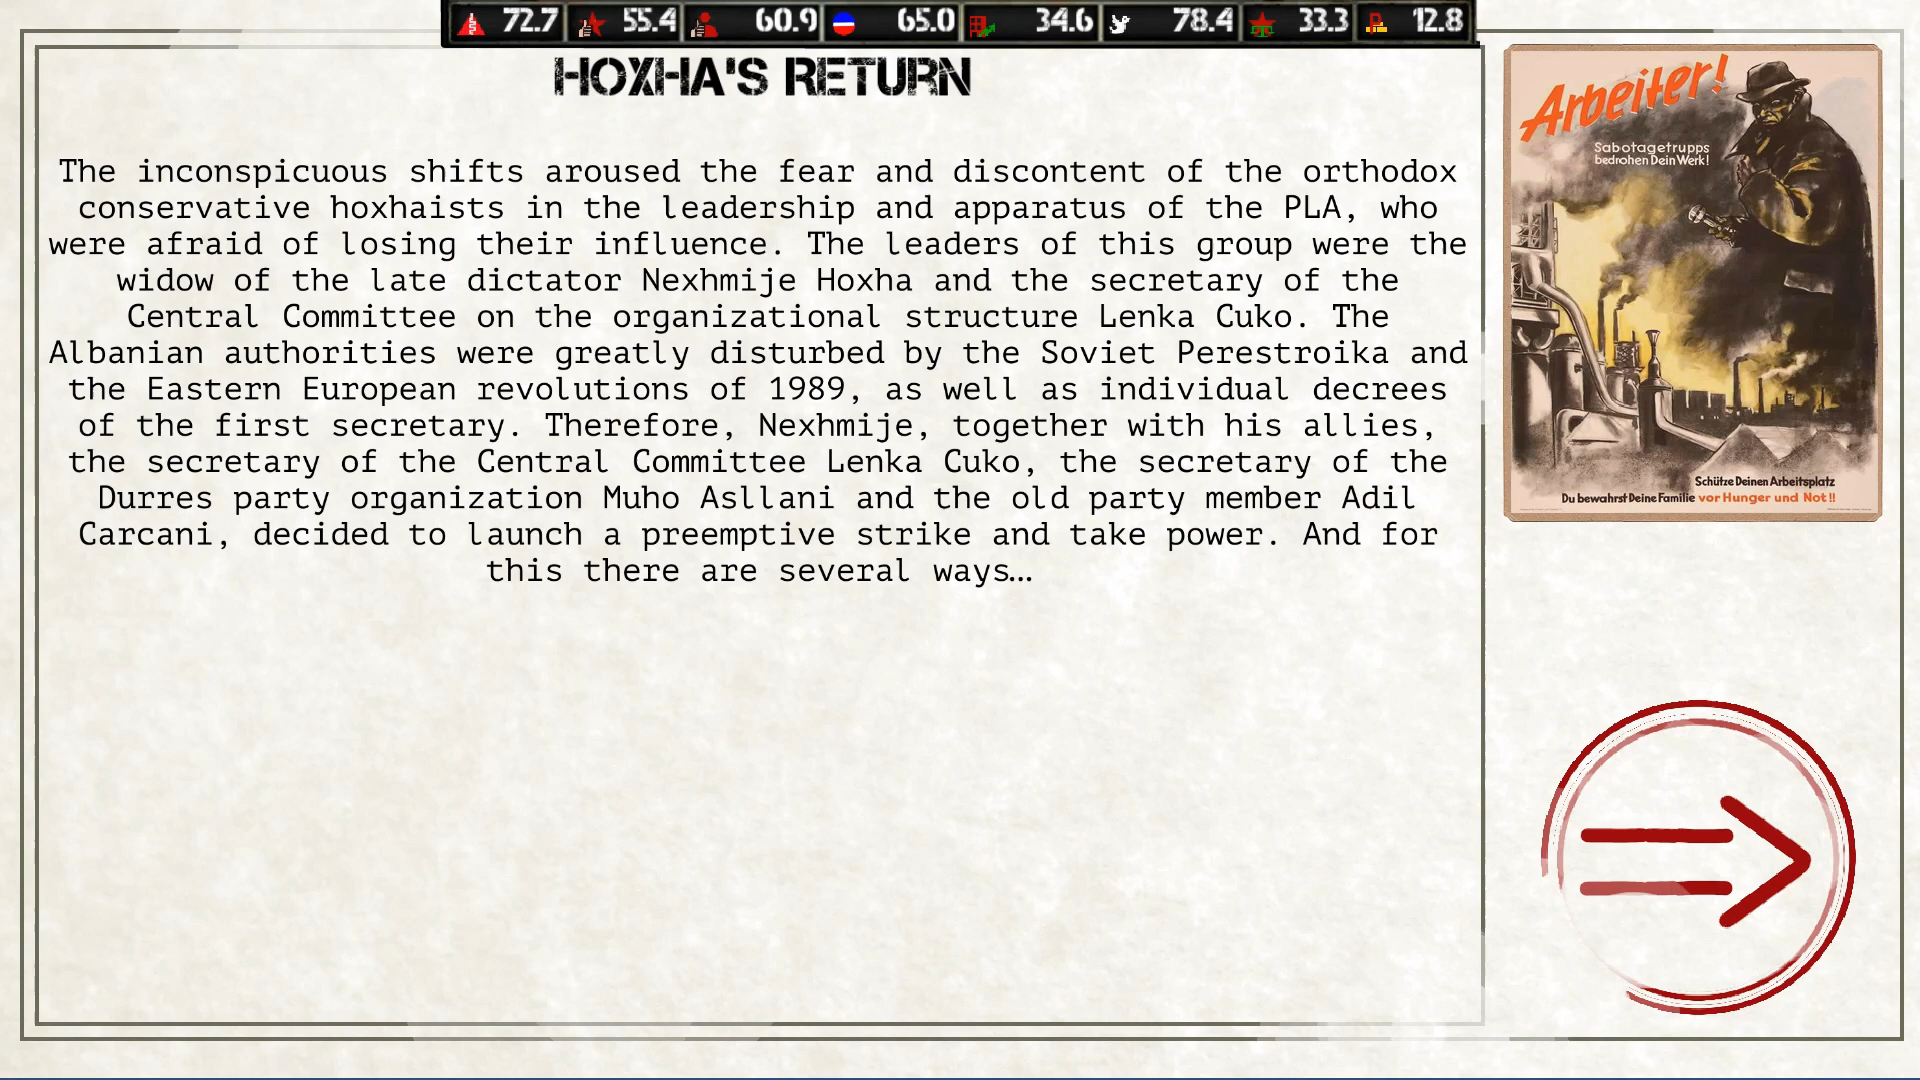 72.7 55.4 60.9 65.0 34.6 78.4 33.3 12.8
HOXHA'S RETURN
The inconspicuous shifts aroused the fear and discontent of the orthodox
conservative hoxhaists in the leadership and apparatus of the PLA, who
were afraid of losing their influence. The leaders of this group were the
widow of the late dictator Nexhmije Hoxha and the secretary of the
Central Committee on the organizational structure Lenka Cuko. The
Albanian authorities were greatly disturbed by the Soviet Perestroika and
the Eastern European revolutions of 1989, as well as individual decrees
of the first secretary. Therefore, Nexhmije, together with his allies,
the secretary of the Central Committee Lenka Cuko, the secretary of the
Durres party organization Muho Asllani and the old party member Adil
Carcani, decided to launch a preemptive strike and take power. And for
this there are several ways…
Arbeiter!
Sabotagetrupps
bedrohen Dein Werk!
Schütze Deinen Arbeitsplatz
Du bewahrst Deine Familie vor Hunger und Not!!